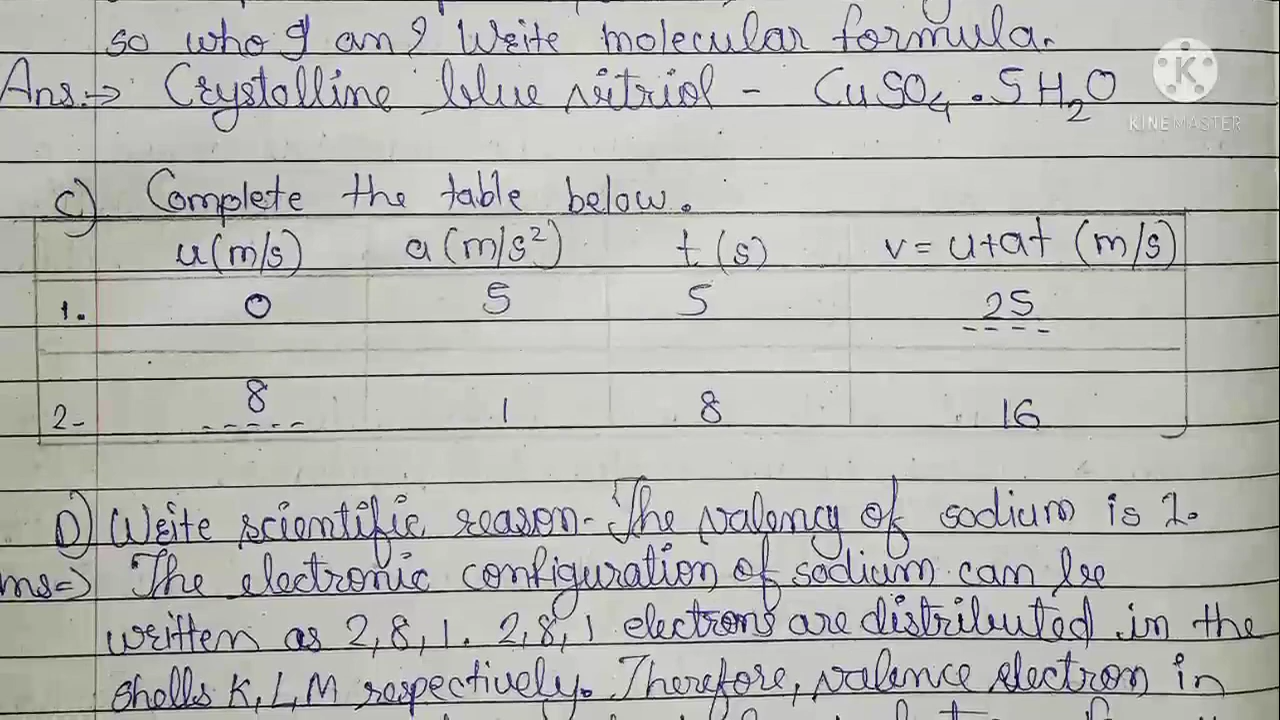 so who I am? Write molecular formula.
Ans.→ Crystalline blue vitriol - CuSO₄.5H₂O
K
KINEMASTER
C) Complete the table below.
u(m/s) a(m/s²) t(s) v=u+at (m/s)
1. 0 5 5 25
2- 8 1 8 16
D) Write scientific reason- The valency of sodium is 1.
ns⇒ The electronic configuration of sodium can be
written as 2,8,1. 2,8,1 electrons are distributed in the
shells K, L, M respectively. Therefore, valence electron in